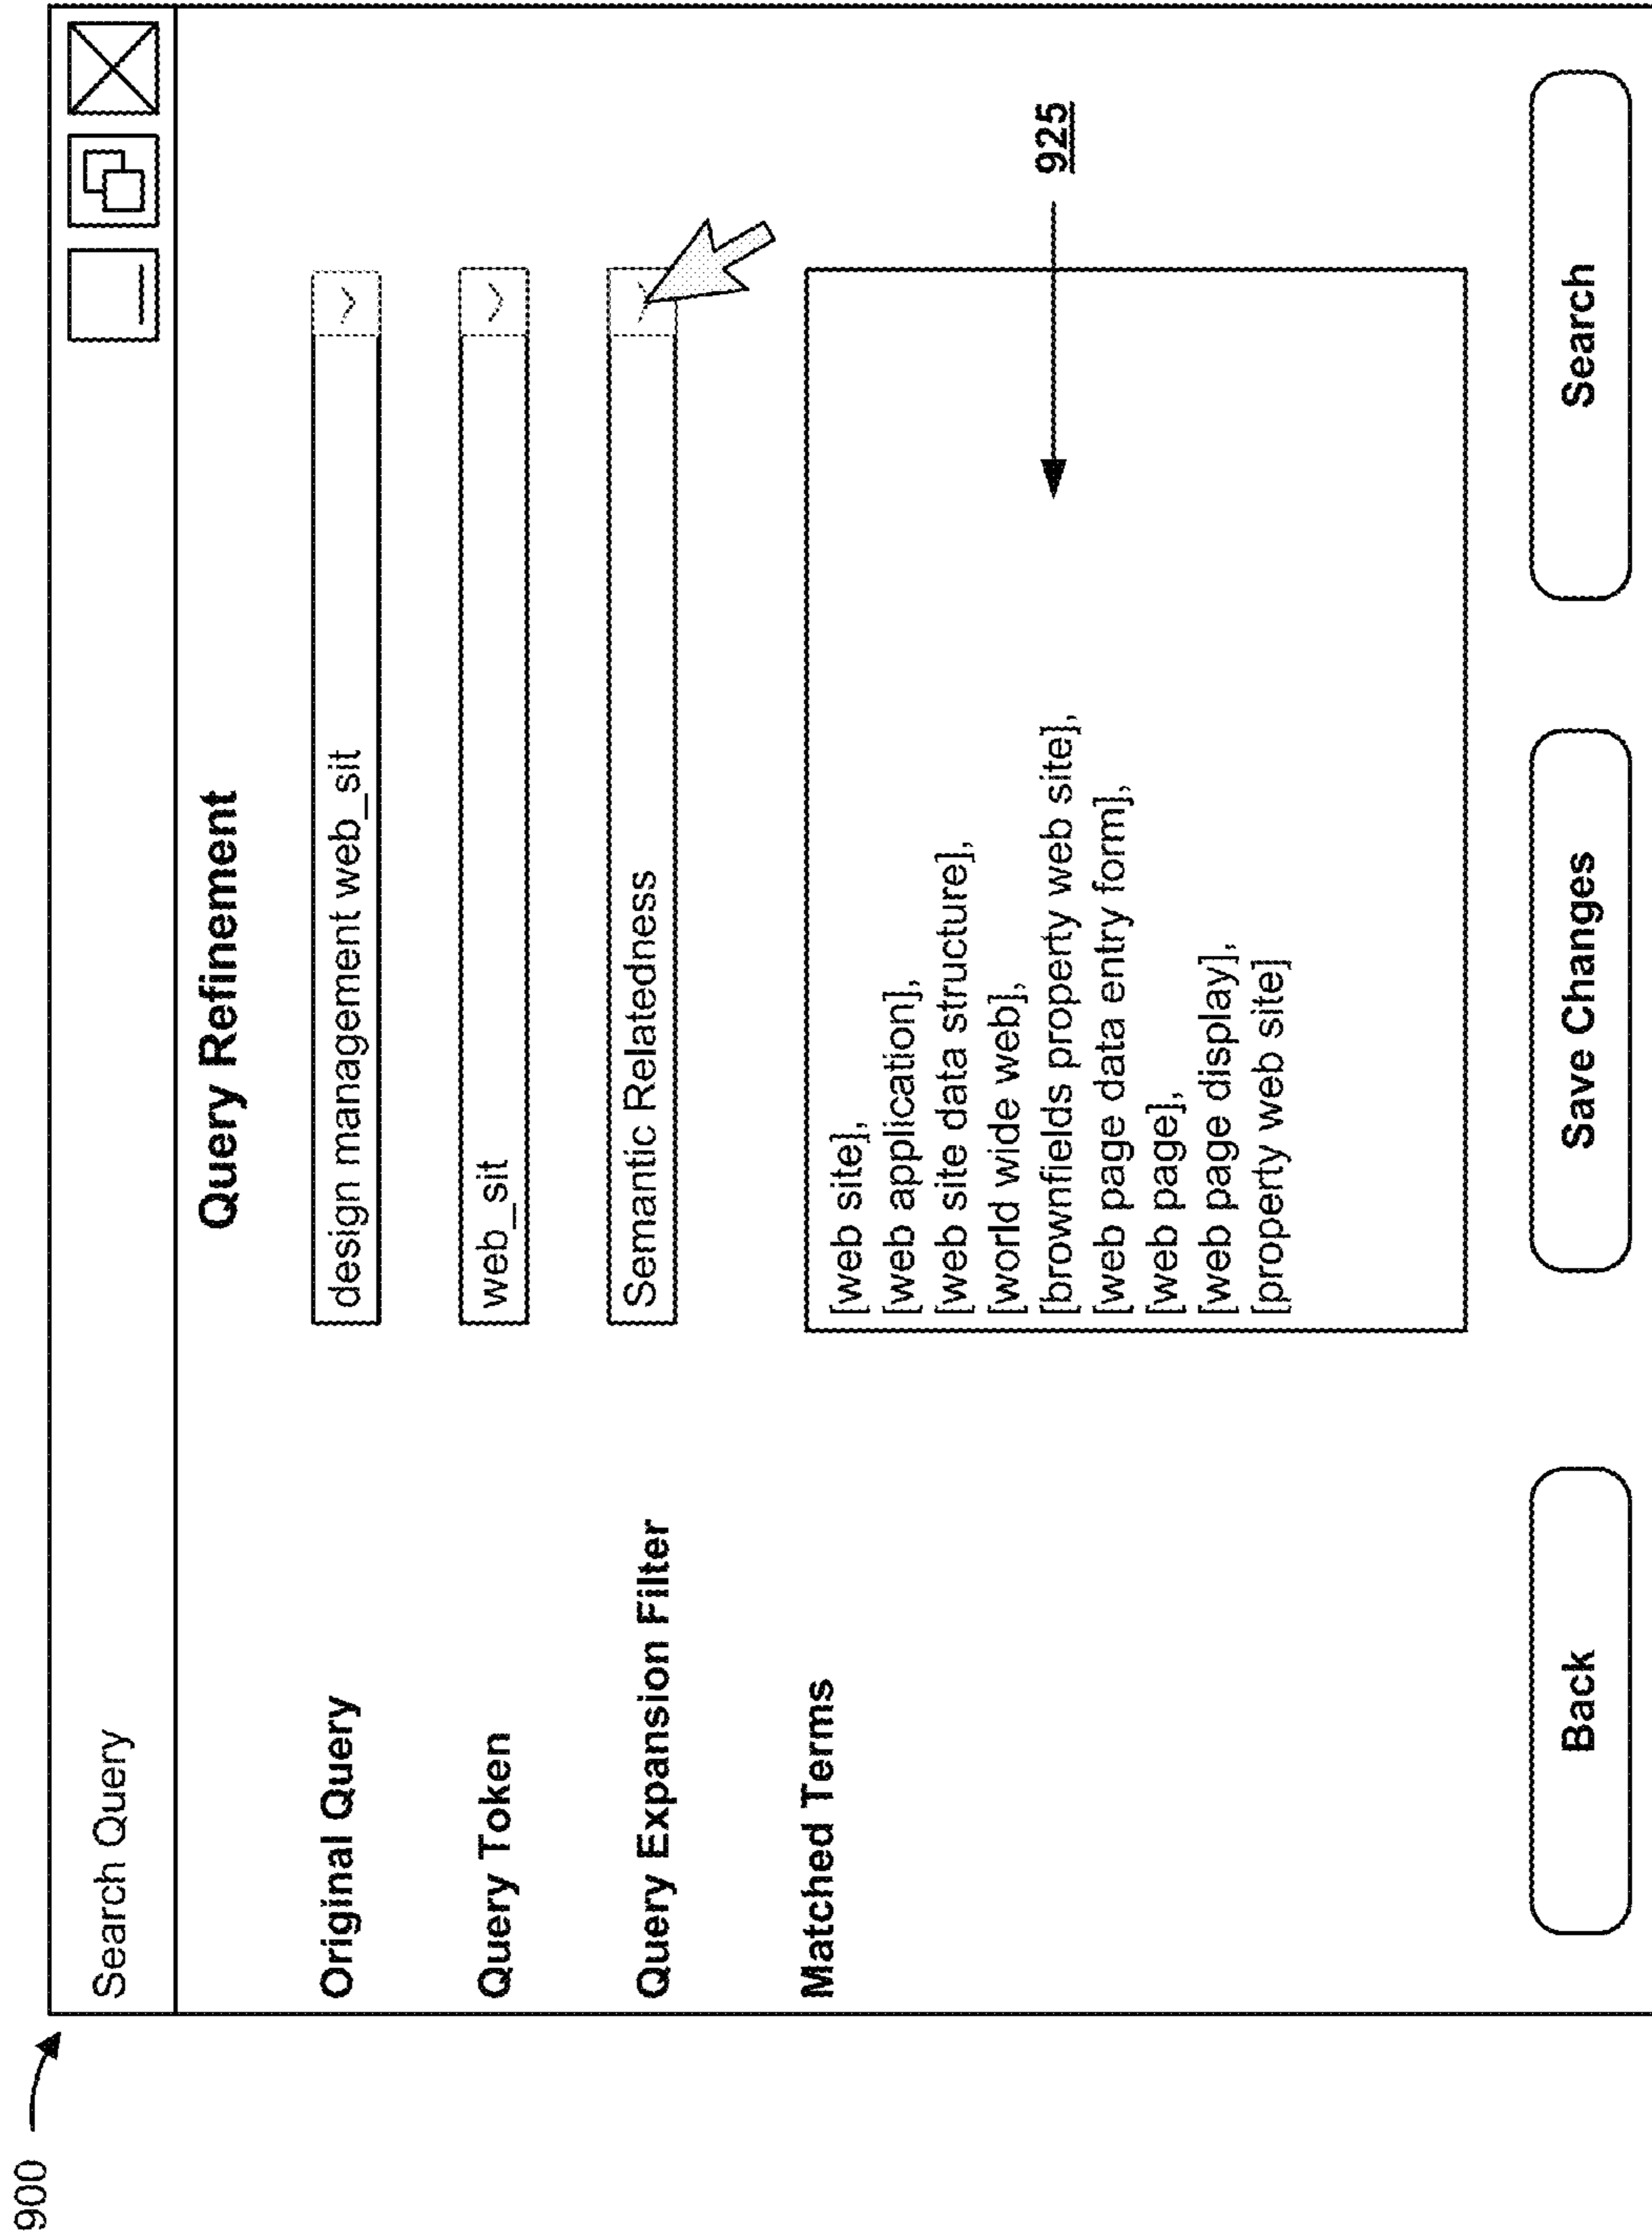 900
Search Query
Query Refinement
Original Query
design management web_sit
Query Token
web_sit
Query Expansion Filter
Semantic Relatedness
Matched Terms
[web site],
[web application],
[web site data structure],
[world wide web],
[brownfields property web site],
[web page data entry form],
[web page],
[web page display],
[property web site]
925
Back
Save Changes
Search